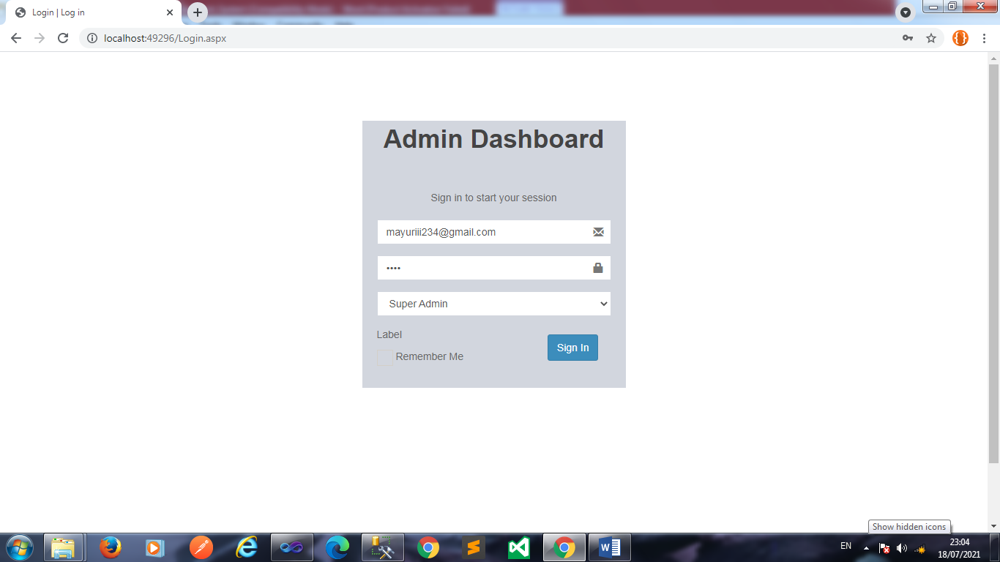 Login | Log in
localhost:49296/Login.aspx
Admin Dashboard
Sign in to start your session
mayuriii234@gmail.com
••••
Super Admin
Label
Sign In
Remember Me
Show hidden icons
EN
23:04
18/07/2021